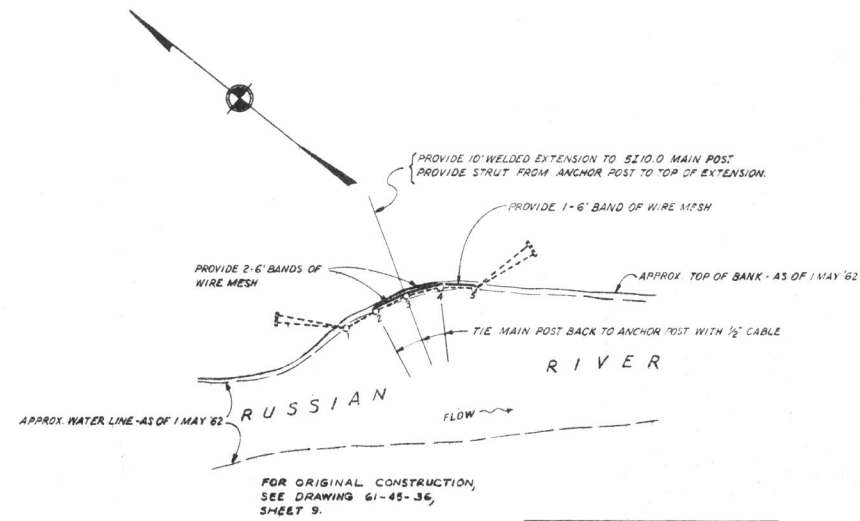 PROVIDE 10' WELDED EXTENSION TO 5I10.0 MAIN POST
PROVIDE STRUT FROM ANCHOR POST TO TOP OF EXTENSION.
PROVIDE 1-6' BAND OF WIRE MESH
PROVIDE 2-6' BANDS OF
WIRE MESH
APPROX. TOP OF BANK - AS OF 1 MAY '62
1
2
3
4
5
TIE MAIN POST BACK TO ANCHOR POST WITH ½" CABLE
RUSSIAN RIVER
APPROX. WATER LINE - AS OF 1 MAY '62
FLOW
FOR ORIGINAL CONSTRUCTION,
SEE DRAWING 61-45-36,
SHEET 9.